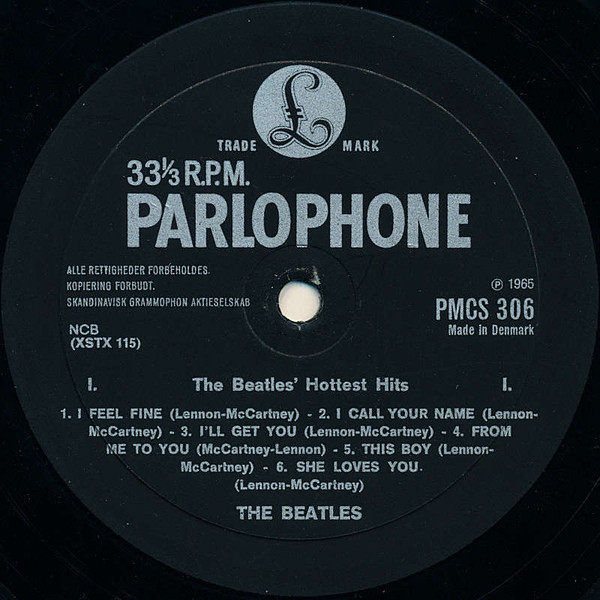 £
TRADE MARK
33⅓ R.P.M.
PARLOPHONE
ALLE RETTIGHEDER FORBEHOLDES.
KOPIERING FORBUDT.
SKANDINAVISK GRAMMOPHON AKTIESELSKAB
℗ 1965
PMCS 306
Made in Denmark
NCB
(XSTX 115)
I. The Beatles' Hottest Hits I.
1. I FEEL FINE (Lennon-McCartney) - 2. I CALL YOUR NAME (Lennon-
McCartney) - 3. I'LL GET YOU (Lennon-McCartney) - 4. FROM
ME TO YOU (McCartney-Lennon) - 5. THIS BOY (Lennon-
McCartney) - 6. SHE LOVES YOU.
(Lennon-McCartney)
THE BEATLES